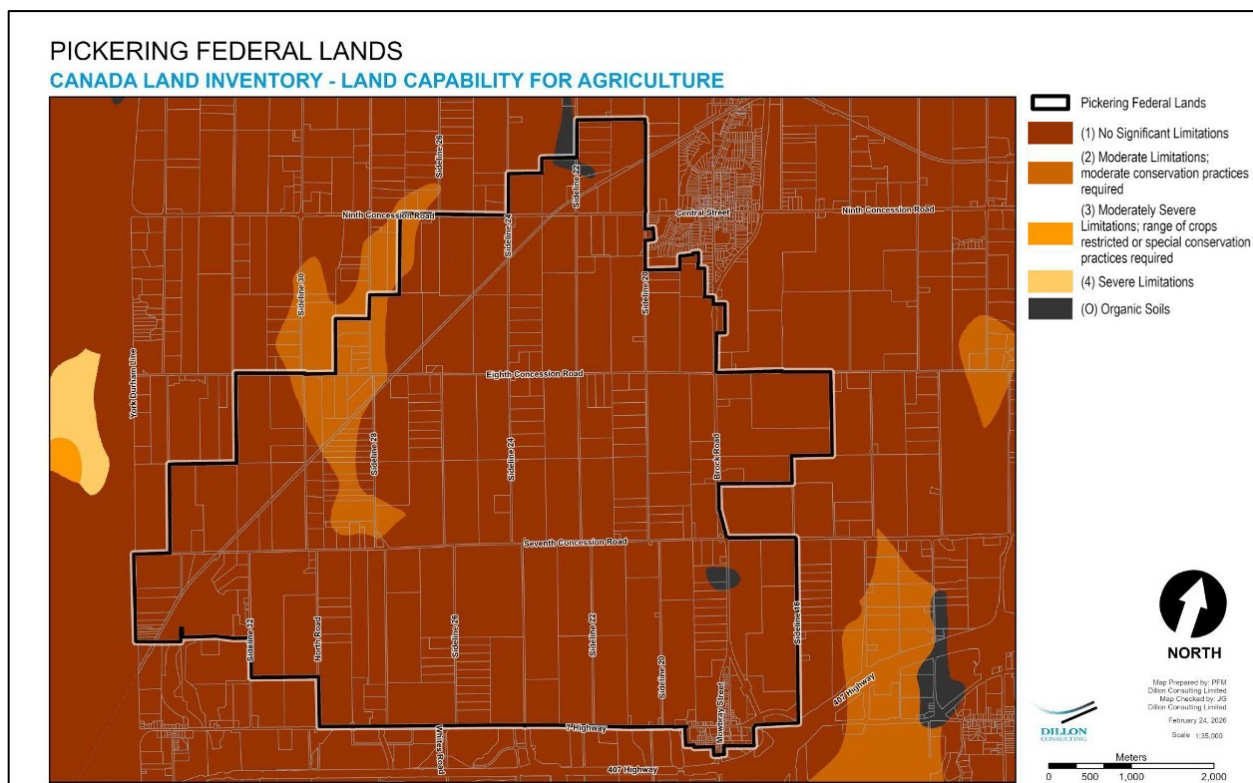 PICKERING FEDERAL LANDS
CANADA LAND INVENTORY - LAND CAPABILITY FOR AGRICULTURE
Pickering Federal Lands
(1) No Significant Limitations
(2) Moderate Limitations;
moderate conservation practices
required
(3) Moderately Severe
Limitations; range of crops
restricted or special conservation
practices required
(4) Severe Limitations
(O) Organic Soils
Sideline 26
Sideline 22
Ninth Concession Road
Sideline 24
Central Street
Ninth Concession Road
Sideline 30
Sideline 20
York Durham Line
Eighth Concession Road
Sideline 28
Sideline 24
Brock Road
Seventh Concession Road
Sideline 32
North Road
Sideline 26
Sideline 22
Sideline 20
Sideline 16
Mowbray Street
407 Highway
7 Highway
Whites Road
407 Highway
NORTH
Map Prepared by: PFM
Dillon Consulting Limited
Map Checked by: JG
Dillon Consulting Limited
February 24, 2026
Scale 1:35,000
DILLON
CONSULTING
Meters
0 500 1,000 2,000